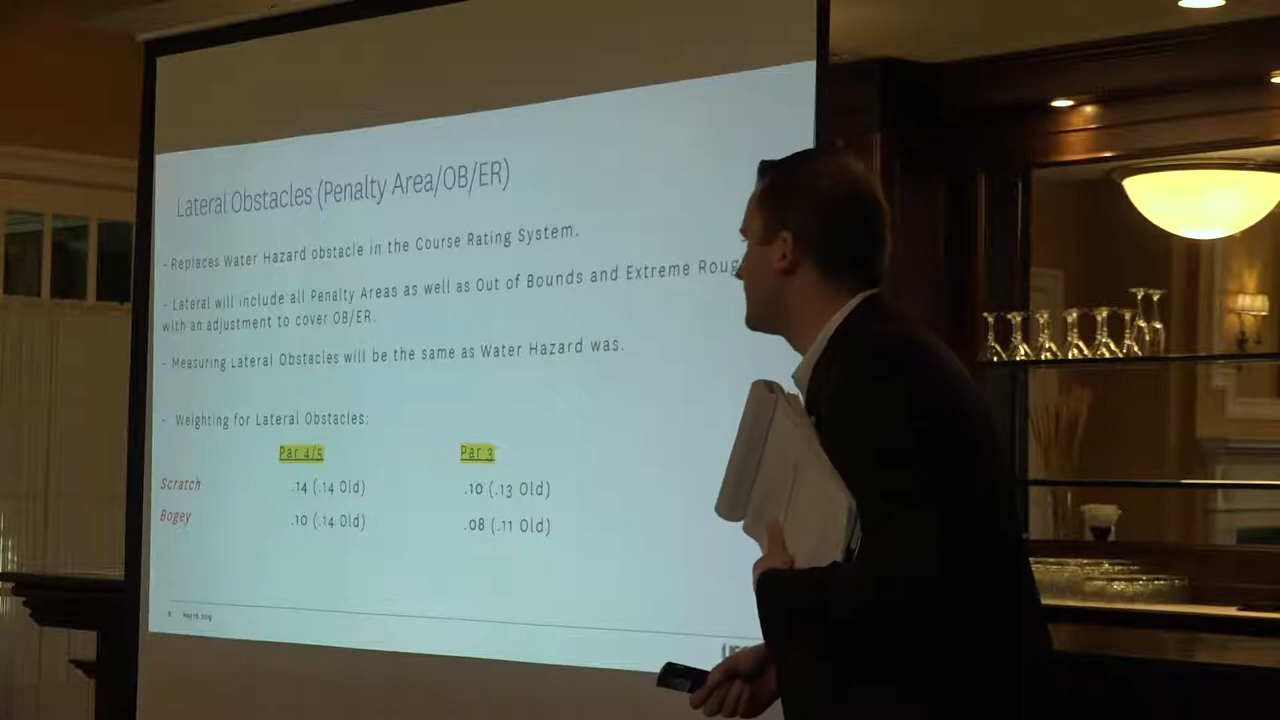 Lateral Obstacles (Penalty Area/OB/ER)
- Replaces Water Hazard obstacle in the Course Rating System.
- Lateral will include all Penalty Areas as well as Out of Bounds and Extreme Roug
with an adjustment to cover OB/ER.
- Measuring Lateral Obstacles will be the same as Water Hazard was.
- Weighting for Lateral Obstacles:
Par 4/5 Par 3
Scratch .14 (.14 Old) .10 (.13 Old)
Bogey .10 (.14 Old) .08 (.11 Old)